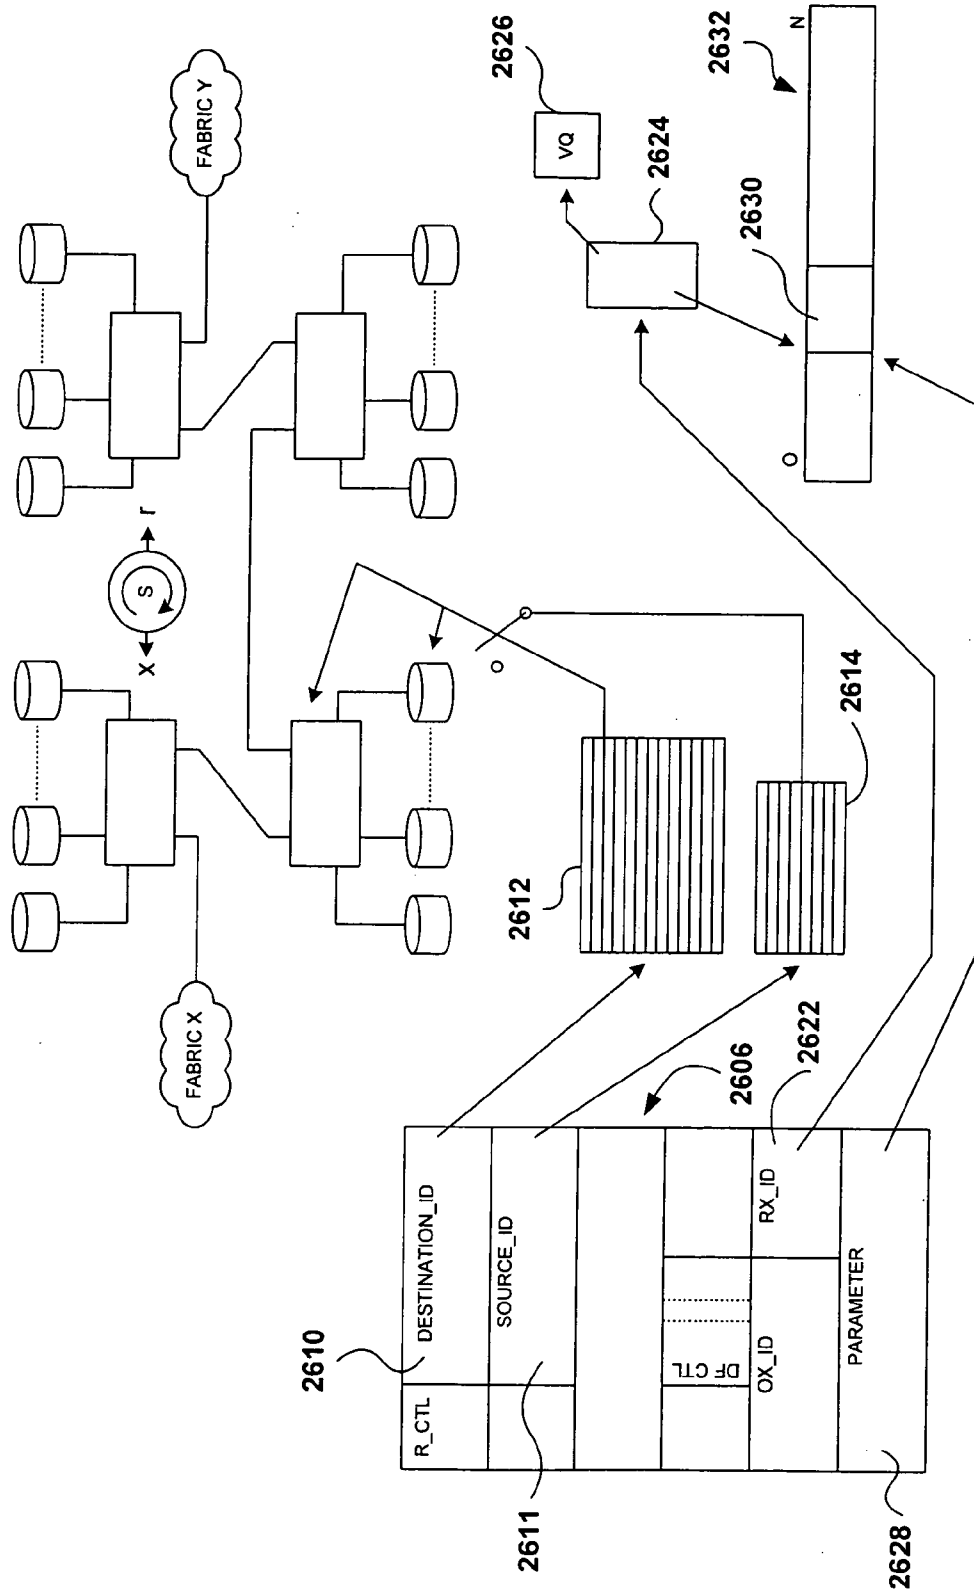 FABRIC X
FABRIC Y
X
S
r
2610
R_CTL
DESTINATION_ID
2611
SOURCE_ID
DF CTL
OX_ID
RX_ID
2628
PARAMETER
2606
2622
2612
2614
VQ
2626
2624
2630
2632
O
N